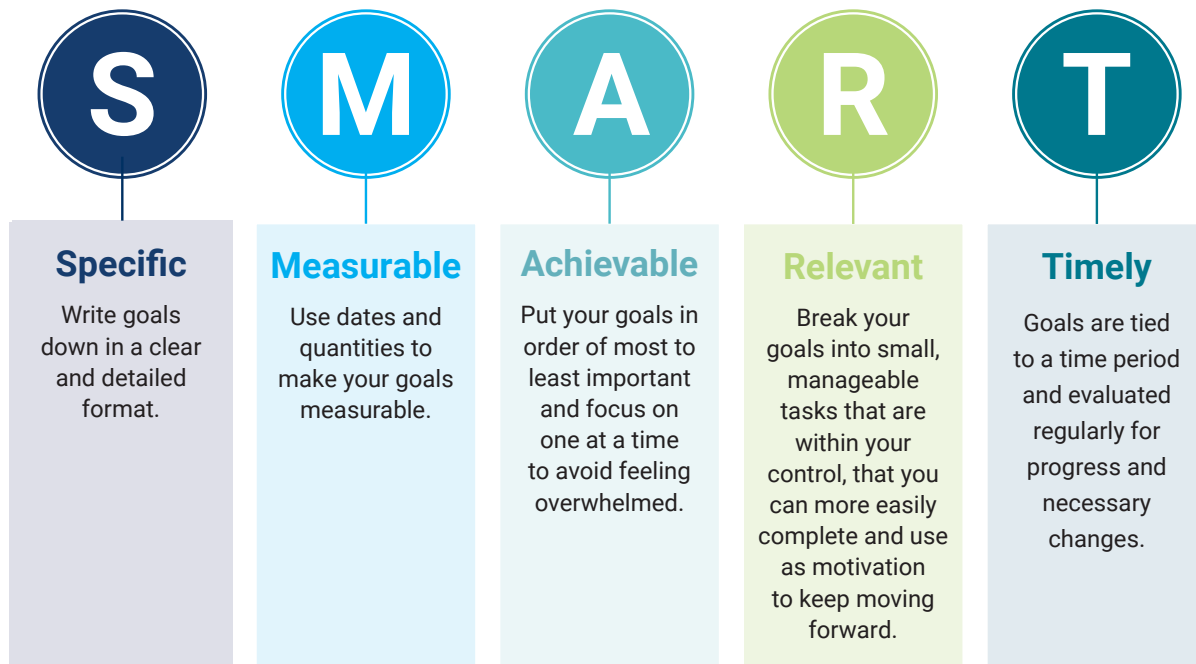 S
M
A
R
T
Specific
Write goals
down in a clear
and detailed
format.
Measurable
Use dates and
quantities to
make your goals
measurable.
Achievable
Put your goals in
order of most to
least important
and focus on
one at a time
to avoid feeling
overwhelmed.
Relevant
Break your
goals into small,
manageable
tasks that are
within your
control, that you
can more easily
complete and use
as motivation
to keep moving
forward.
Timely
Goals are tied
to a time period
and evaluated
regularly for
progress and
necessary
changes.